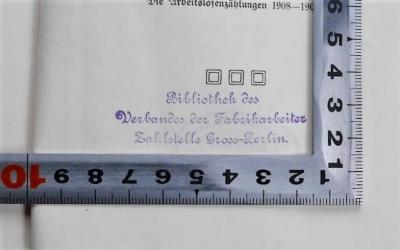 Die Arbeitslosenzählungen 1908—190
Bibliothek des
Verbandes der Fabrikarbeiter
Zahlstelle Gross-Berlin.
6 5 4 3 2 1
10 9 8 7 6 5 4 3 2 1